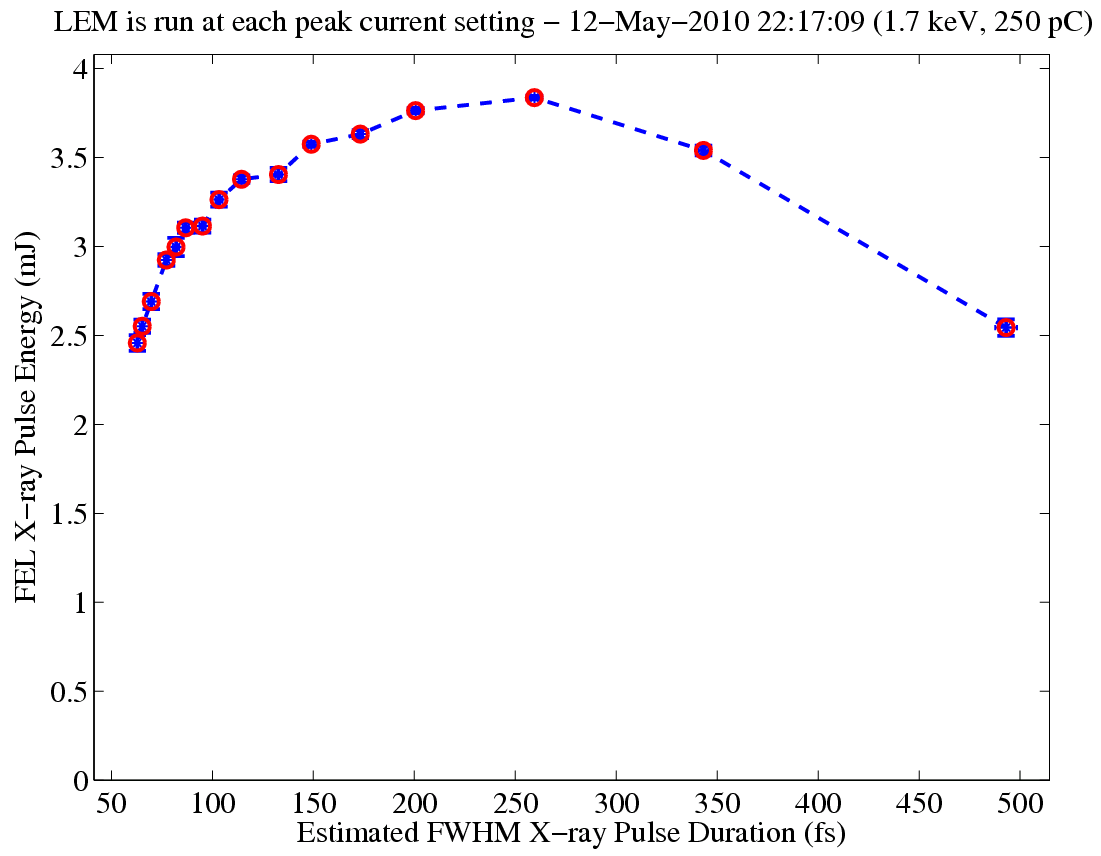 LEM is run at each peak current setting − 12−May−2010 22:17:09 (1.7 keV, 250 pC)
4
3.5
3
2.5
2
1.5
1
0.5
0
FEL X−ray Pulse Energy (mJ)
50 100 150 200 250 300 350 400 450 500
Estimated FWHM X−ray Pulse Duration (fs)